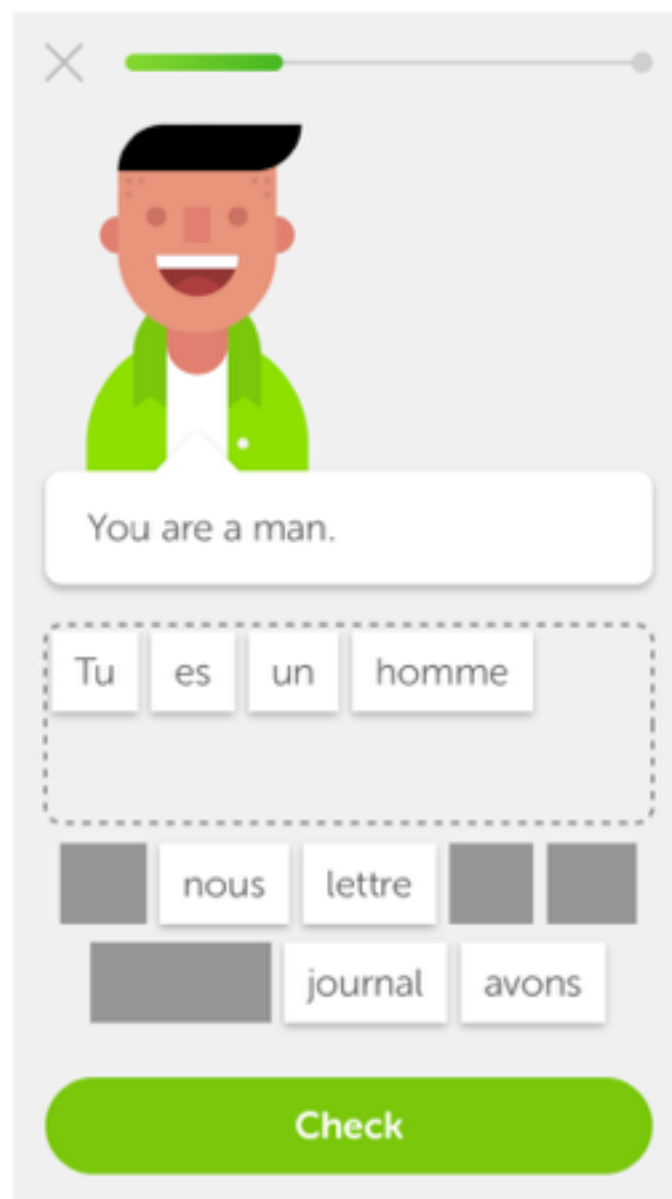 You are a man.
Tu es un homme
nous lettre
journal avons
Check